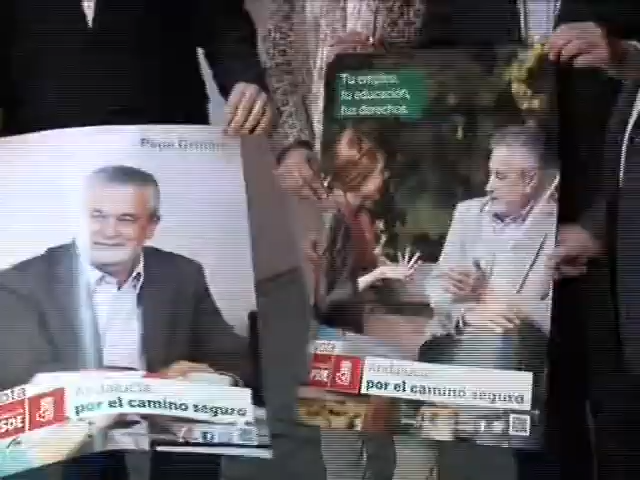 Pepe Griñán
Tu empleo,
tu educación,
tus derechos.
Andalucía
por el camino seguro
Andalucía
por el camino seguro
PSOE